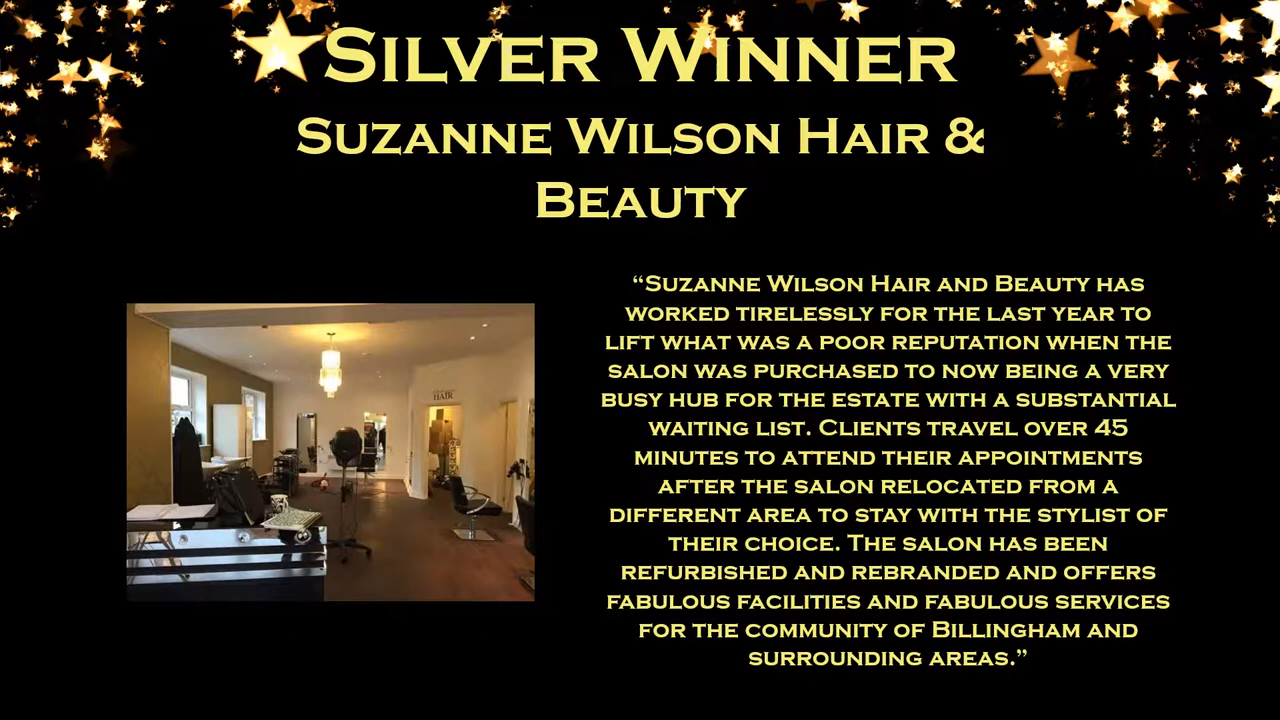 Silver Winner
Suzanne Wilson Hair &
Beauty
HAIR
“Suzanne Wilson Hair and Beauty has
worked tirelessly for the last year to
lift what was a poor reputation when the
salon was purchased to now being a very
busy hub for the estate with a substantial
waiting list. Clients travel over 45
minutes to attend their appointments
after the salon relocated from a
different area to stay with the stylist of
their choice. The salon has been
refurbished and rebranded and offers
fabulous facilities and fabulous services
for the community of Billingham and
surrounding areas.”